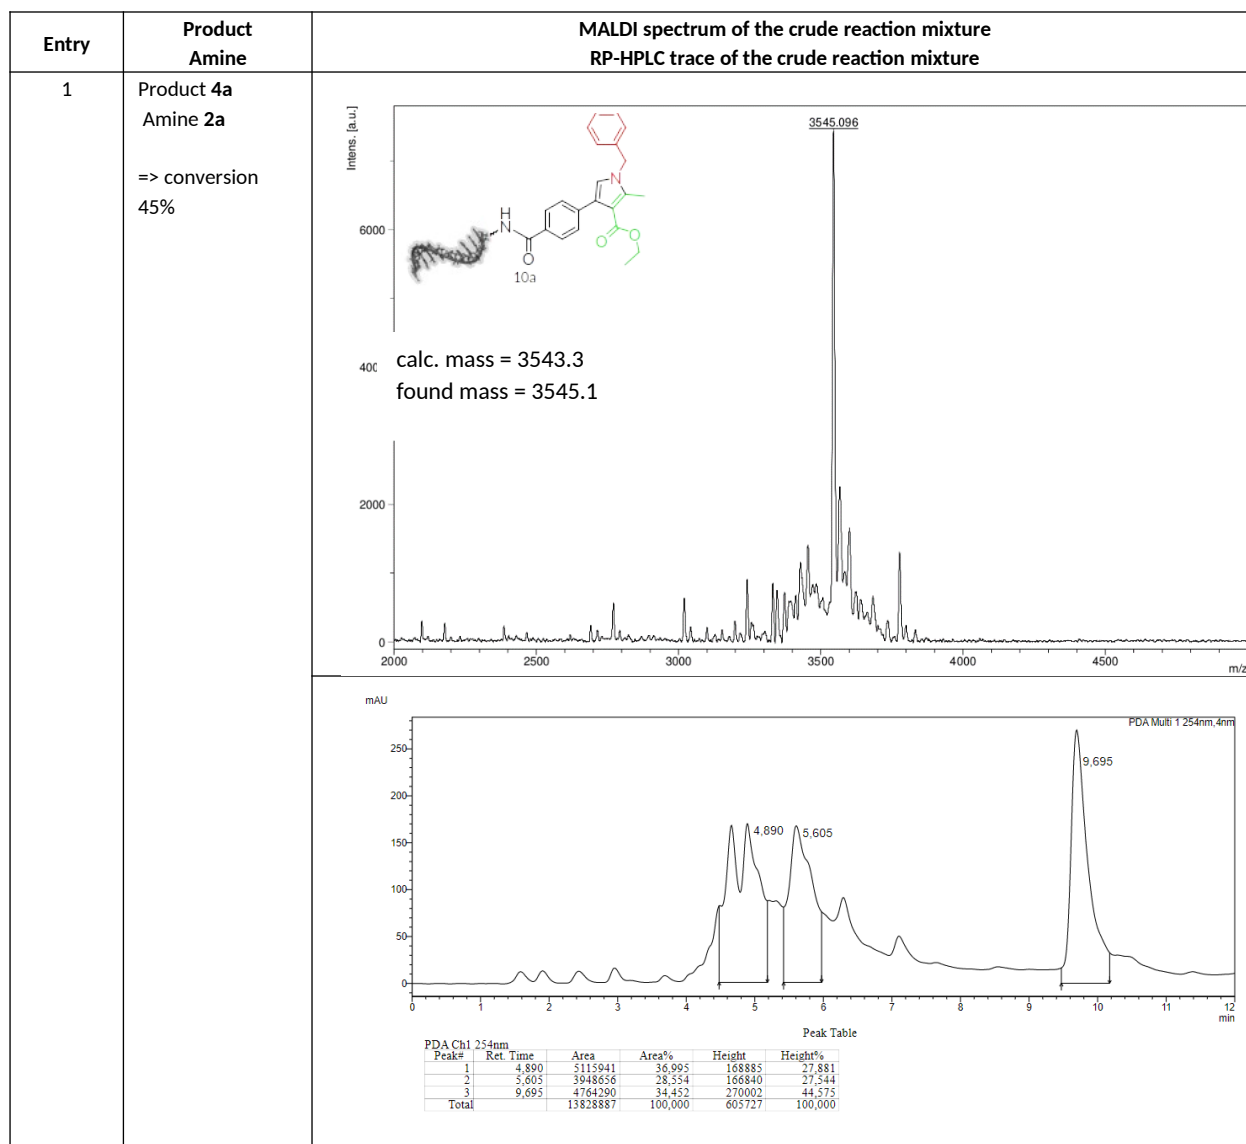 Entry
Product
Amine
MALDI spectrum of the crude reaction mixture
RP-HPLC trace of the crude reaction mixture
1
Product 4a
Amine 2a
=> conversion
45%
Intens. [a.u.]
3545.096
6000
400
2000
0
N
N
H
O
O
O
10a
calc. mass = 3543.3
found mass = 3545.1
2000 2500 3000 3500 4000 4500
m/z
mAU
PDA Multi 1 254nm,4nm
250
200
150
100
50
0
4,890
5,605
9,695
0 1 2 3 4 5 6 7 8 9 10 11 12
min
Peak Table
PDA Ch1 254nm
Peak# Ret. Time Area Area% Height Height%
1 4,890 5115941 36,995 168885 27,881
2 5,605 3948656 28,554 166840 27,544
3 9,695 4764290 34,452 270002 44,575
Total 13828887 100,000 605727 100,000